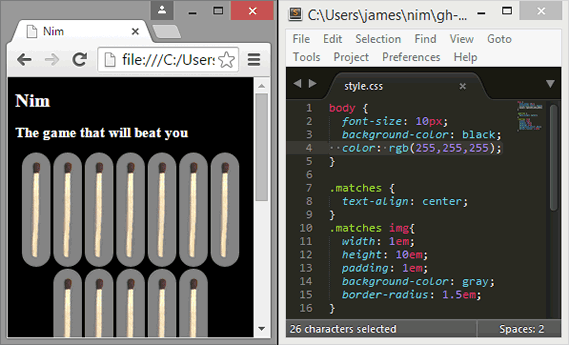 Nim
file:///C:/Users
Nim
The game that will beat you
C:\Users\james\nim\gh-...
File Edit Selection Find View Goto
Tools Project Preferences Help
style.css
1 body {
2 font-size: 10px;
3 background-color: black;
4 color: rgb(255,255,255);
5 }
6
7 .matches {
8 text-align: center;
9 }
10 .matches img{
11 width: 1em;
12 height: 10em;
13 padding: 1em;
14 background-color: gray;
15 border-radius: 1.5em;
16 }
26 characters selected
Spaces: 2